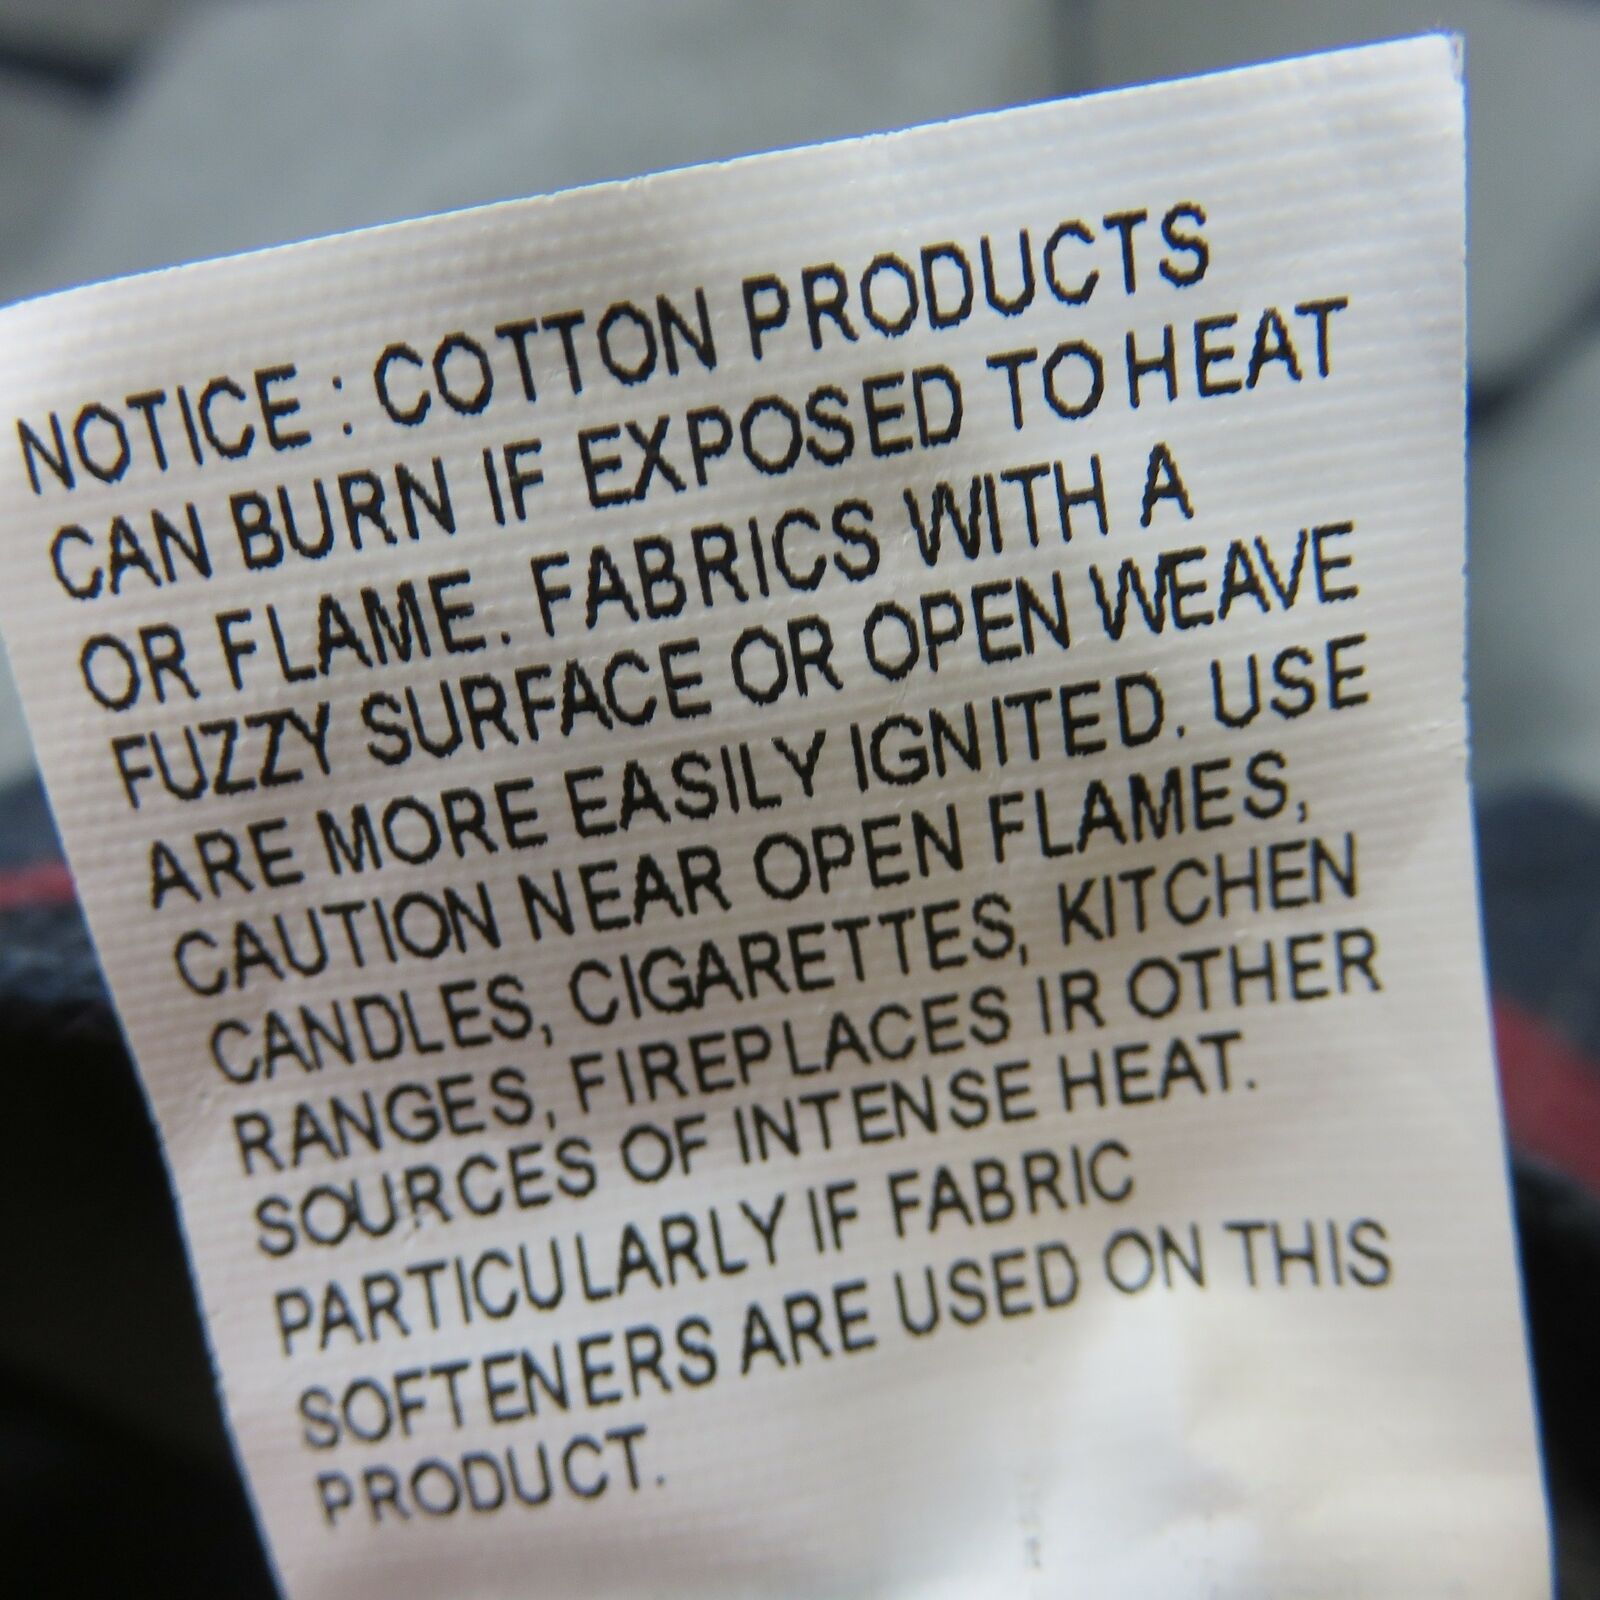 NOTICE : COTTON PRODUCTS
CAN BURN IF EXPOSED TO HEAT
OR FLAME. FABRICS WITH A
FUZZY SURFACE OR OPEN WEAVE
ARE MORE EASILY IGNITED. USE
CAUTION NEAR OPEN FLAMES,
CANDLES, CIGARETTES, KITCHEN
RANGES, FIREPLACES IR OTHER
SOURCES OF INTENSE HEAT.
PARTICULARLY IF FABRIC
SOFTENERS ARE USED ON THIS
PRODUCT.